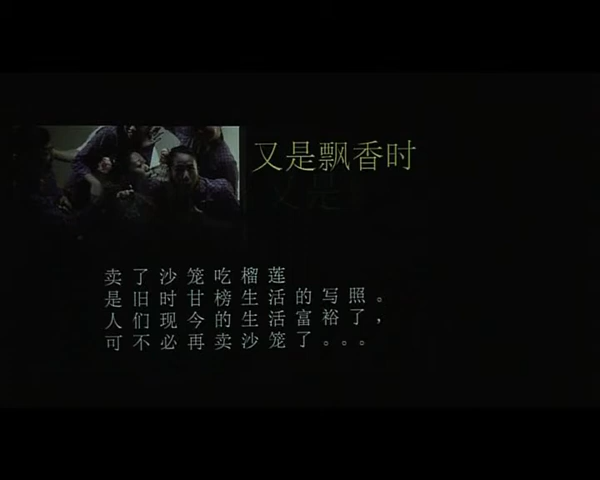 又是飘香时
卖了沙笼吃榴莲
是旧时甘榜生活的写照。
人们现今的生活富裕了，
可不必再卖沙笼了。。。